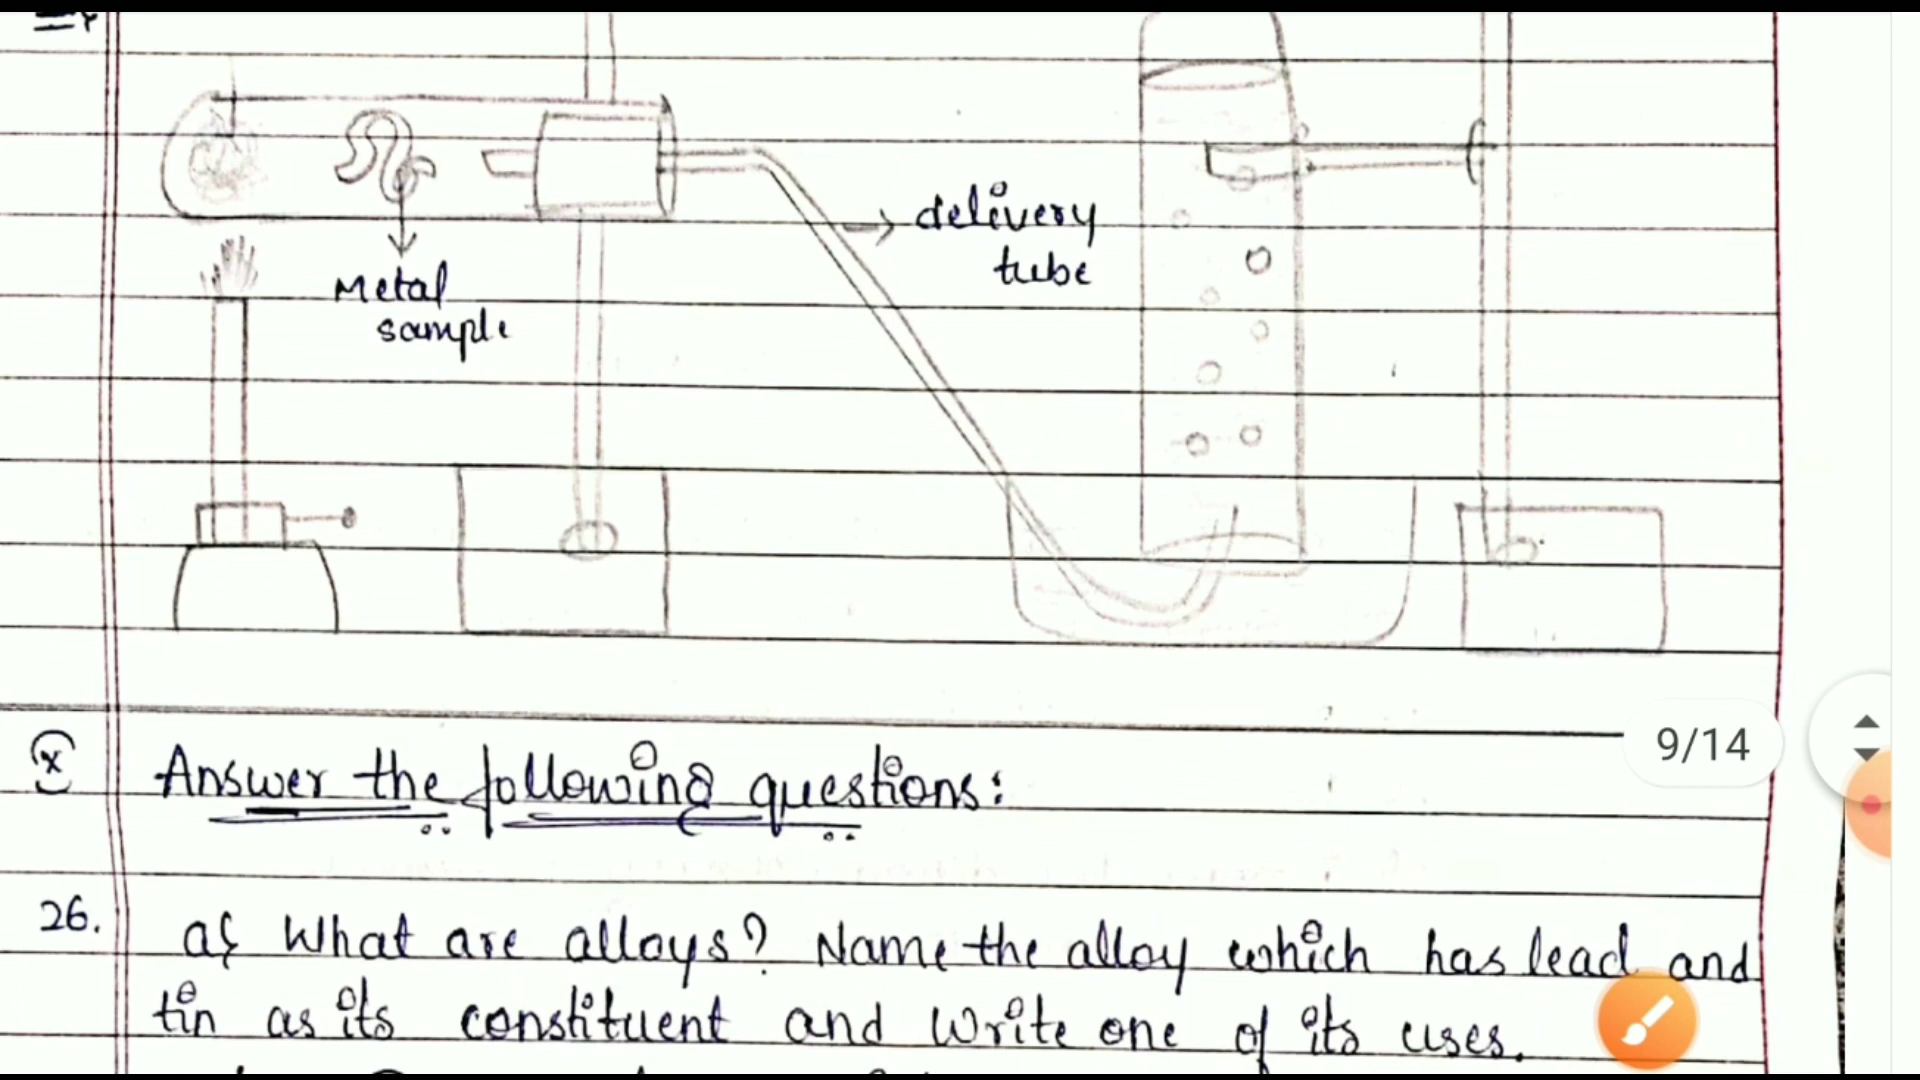 delivery
tube
Metal
sample
9/14
x
Answer the following questions:
26.
a. What are alloys? Name the alloy which has lead and
tin as its constituent and write one of its uses.